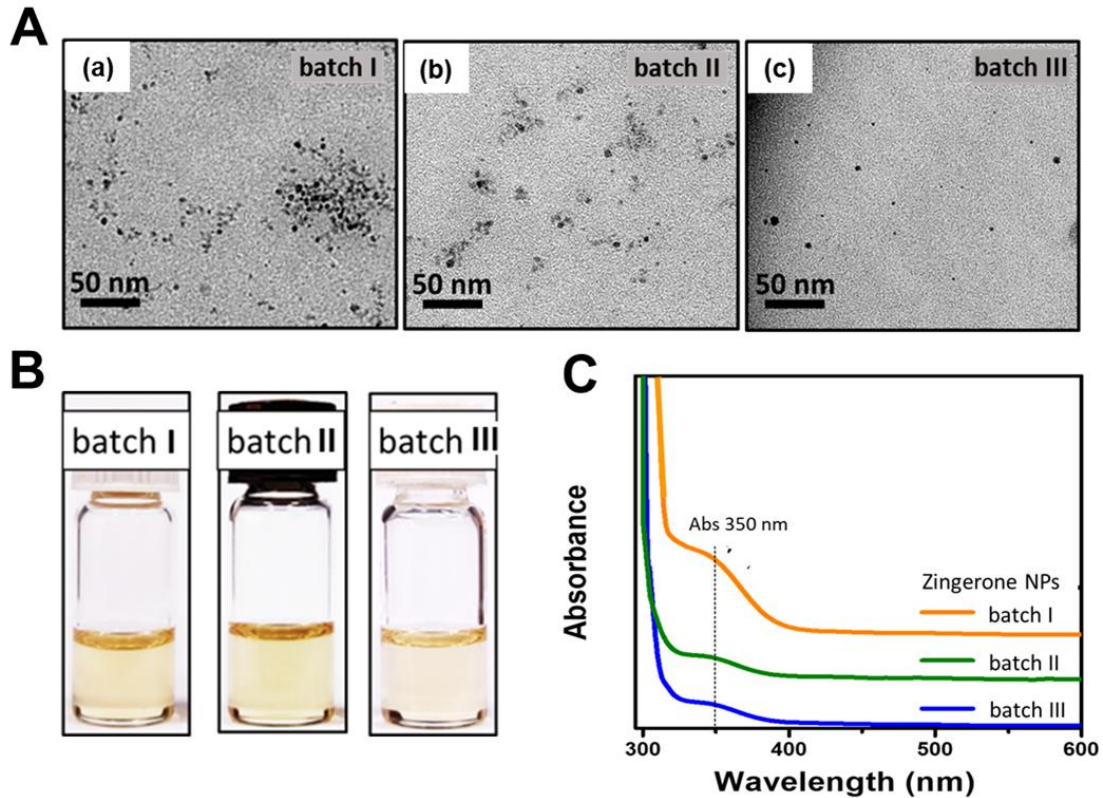 A
(a) batch I
(b) batch II
(c) batch III
50 nm
50 nm
50 nm
B
batch I
batch II
batch III
C
Absorbance
Abs 350 nm
Zingerone NPs
batch I
batch II
batch III
300 400 500 600
Wavelength (nm)